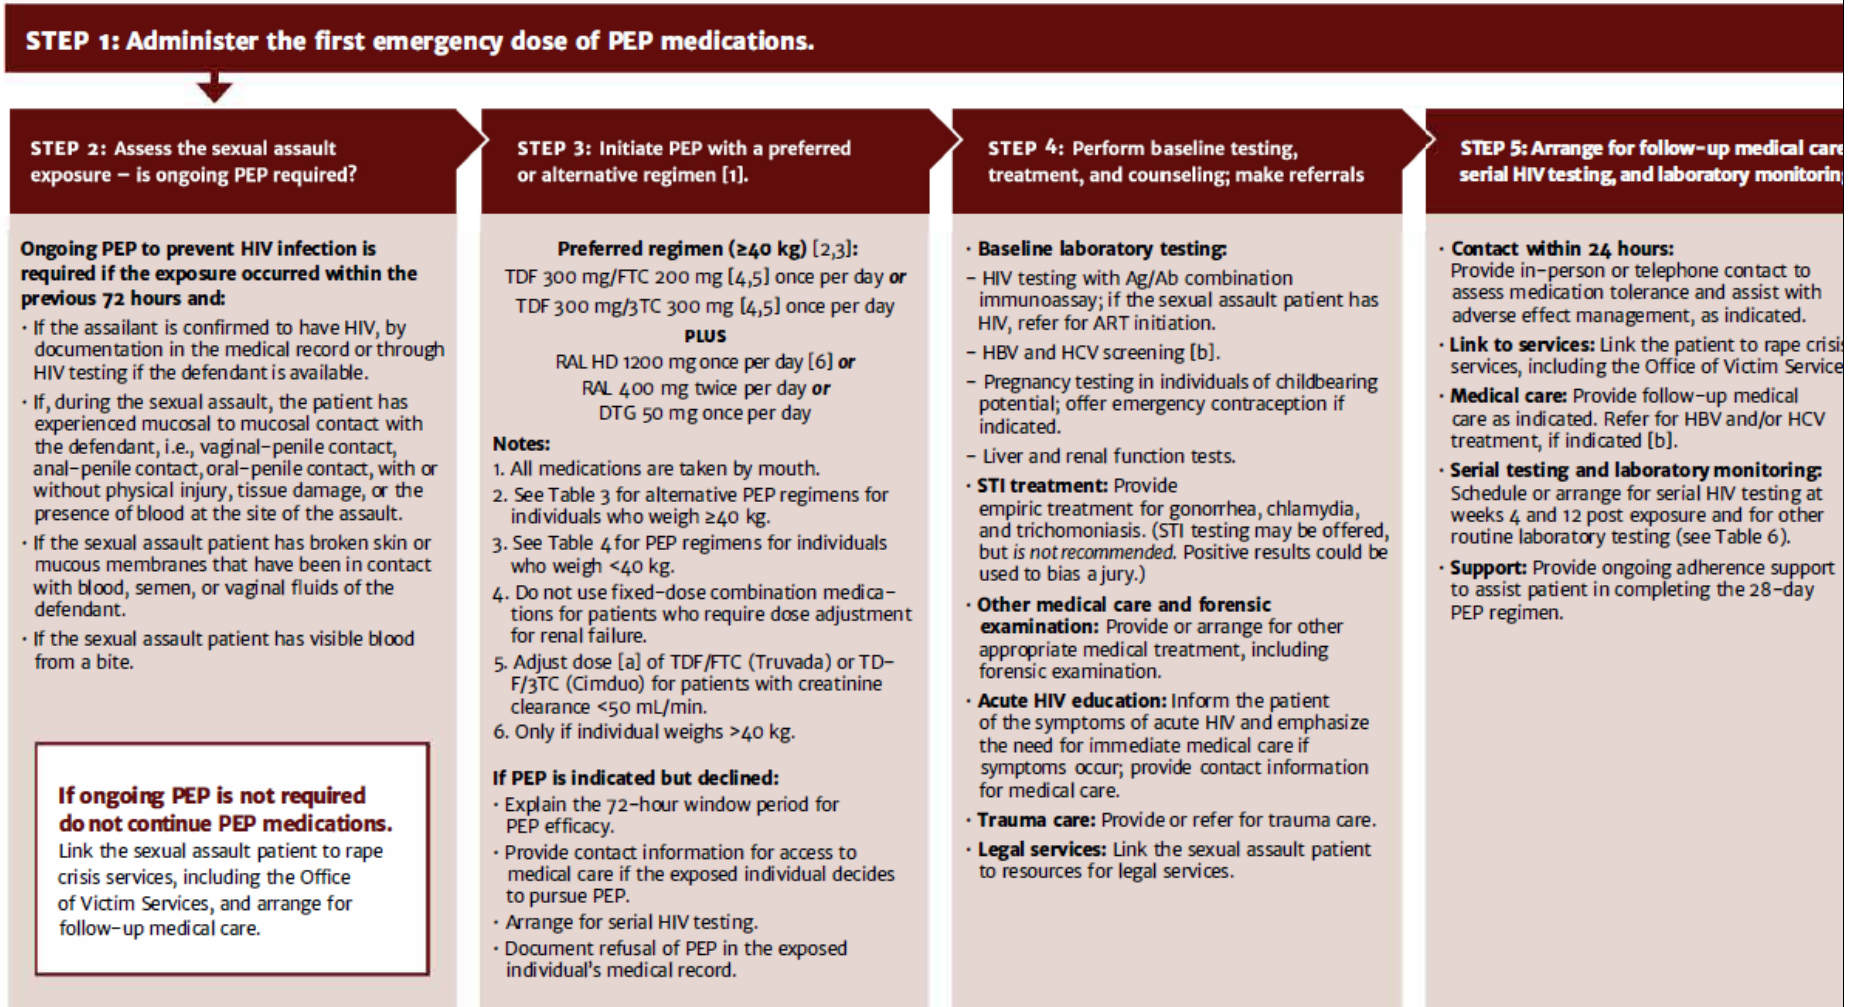 STEP 1: Administer the first emergency dose of PEP medications.
STEP 2: Assess the sexual assault
exposure – is ongoing PEP required?
Ongoing PEP to prevent HIV infection is
required if the exposure occurred within the
previous 72 hours and:
· If the assailant is confirmed to have HIV, by
documentation in the medical record or through
HIV testing if the defendant is available.
· If, during the sexual assault, the patient has
experienced mucosal to mucosal contact with
the defendant, i.e., vaginal-penile contact,
anal-penile contact, oral-penile contact, with or
without physical injury, tissue damage, or the
presence of blood at the site of the assault.
· If the sexual assault patient has broken skin or
mucous membranes that have been in contact
with blood, semen, or vaginal fluids of the
defendant.
· If the sexual assault patient has visible blood
from a bite.
If ongoing PEP is not required
do not continue PEP medications.
Link the sexual assault patient to rape
crisis services, including the Office
of Victim Services, and arrange for
follow-up medical care.
STEP 3: Initiate PEP with a preferred
or alternative regimen [1].
Preferred regimen (≥40 kg) [2,3]:
TDF 300 mg/FTC 200 mg [4,5] once per day or
TDF 300 mg/3TC 300 mg [4,5] once per day
PLUS
RAL HD 1200 mg once per day [6] or
RAL 400 mg twice per day or
DTG 50 mg once per day
Notes:
1. All medications are taken by mouth.
2. See Table 3 for alternative PEP regimens for
individuals who weigh ≥40 kg.
3. See Table 4 for PEP regimens for individuals
who weigh <40 kg.
4. Do not use fixed-dose combination medica-
tions for patients who require dose adjustment
for renal failure.
5. Adjust dose [a] of TDF/FTC (Truvada) or TD-
F/3TC (Cimduo) for patients with creatinine
clearance <50 mL/min.
6. Only if individual weighs >40 kg.
If PEP is indicated but declined:
· Explain the 72-hour window period for
PEP efficacy.
· Provide contact information for access to
medical care if the exposed individual decides
to pursue PEP.
· Arrange for serial HIV testing.
· Document refusal of PEP in the exposed
individual's medical record.
STEP 4: Perform baseline testing,
treatment, and counseling; make referrals
· Baseline laboratory testing:
– HIV testing with Ag/Ab combination
immunoassay; if the sexual assault patient has
HIV, refer for ART initiation.
– HBV and HCV screening [b].
– Pregnancy testing in individuals of childbearing
potential; offer emergency contraception if
indicated.
– Liver and renal function tests.
· STI treatment: Provide
empiric treatment for gonorrhea, chlamydia,
and trichomoniasis. (STI testing may be offered,
but is not recommended. Positive results could be
used to bias a jury.)
· Other medical care and forensic
examination: Provide or arrange for other
appropriate medical treatment, including
forensic examination.
· Acute HIV education: Inform the patient
of the symptoms of acute HIV and emphasize
the need for immediate medical care if
symptoms occur; provide contact information
for medical care.
· Trauma care: Provide or refer for trauma care.
· Legal services: Link the sexual assault patient
to resources for legal services.
STEP 5: Arrange for follow-up medical care
serial HIV testing, and laboratory monitorin
· Contact within 24 hours:
Provide in-person or telephone contact to
assess medication tolerance and assist with
adverse effect management, as indicated.
· Link to services: Link the patient to rape crisis
services, including the Office of Victim Service
· Medical care: Provide follow-up medical
care as indicated. Refer for HBV and/or HCV
treatment, if indicated [b].
· Serial testing and laboratory monitoring:
Schedule or arrange for serial HIV testing at
weeks 4 and 12 post exposure and for other
routine laboratory testing (see Table 6).
· Support: Provide ongoing adherence support
to assist patient in completing the 28-day
PEP regimen.